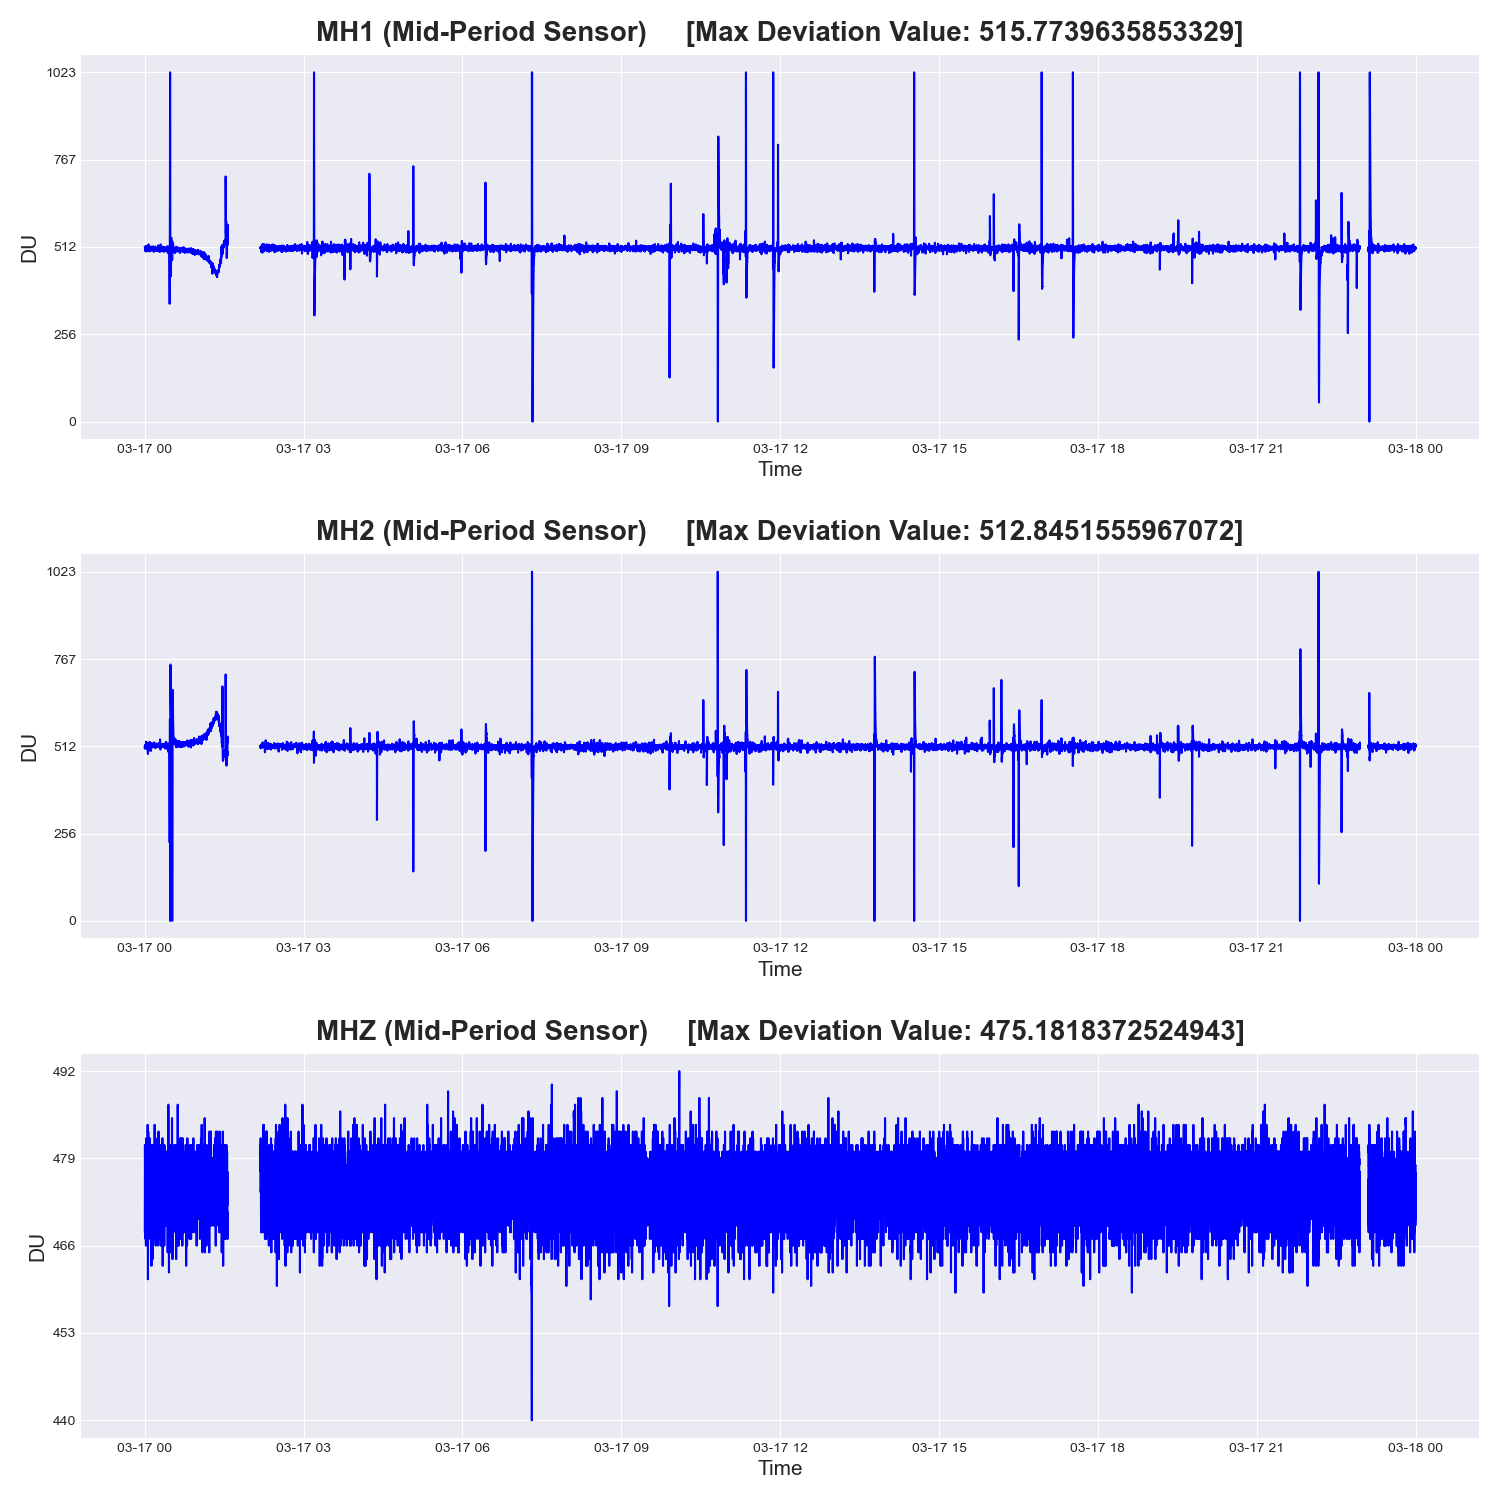 MH1 (Mid-Period Sensor) [Max Deviation Value: 515.7739635853329]
1023
767
512
256
0
DU
03-17 00 03-17 03 03-17 06 03-17 09 03-17 12 03-17 15 03-17 18 03-17 21 03-18 00
Time
MH2 (Mid-Period Sensor) [Max Deviation Value: 512.8451555967072]
1023
767
512
256
0
DU
03-17 00 03-17 03 03-17 06 03-17 09 03-17 12 03-17 15 03-17 18 03-17 21 03-18 00
Time
MHZ (Mid-Period Sensor) [Max Deviation Value: 475.1818372524943]
492
479
466
453
440
DU
03-17 00 03-17 03 03-17 06 03-17 09 03-17 12 03-17 15 03-17 18 03-17 21 03-18 00
Time